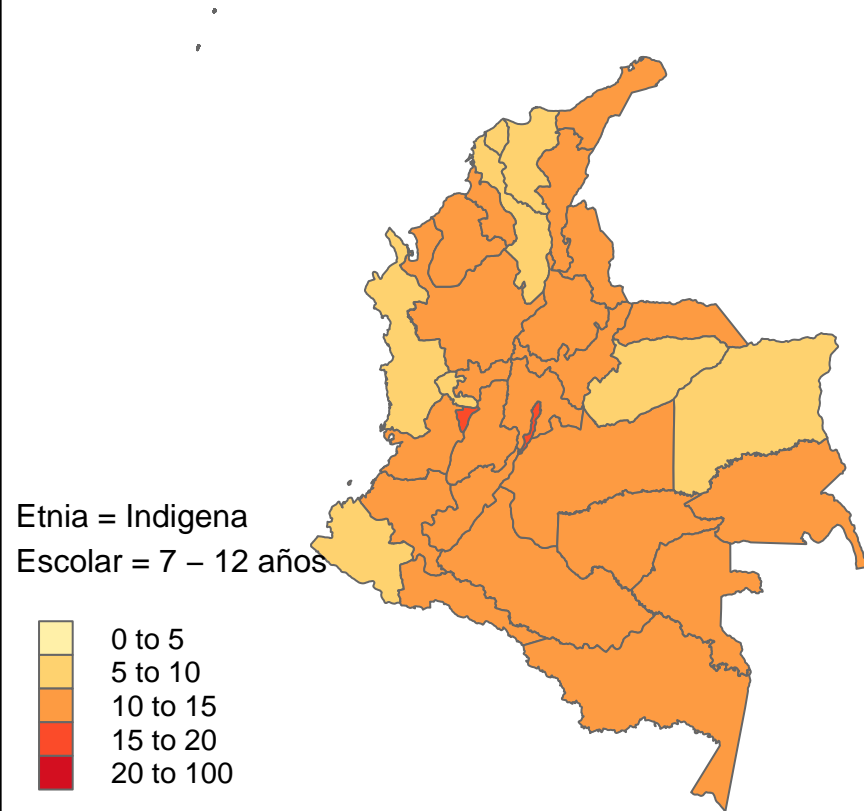 Etnia = Indigena
Escolar = 7 – 12 años
0 to 5
5 to 10
10 to 15
15 to 20
20 to 100